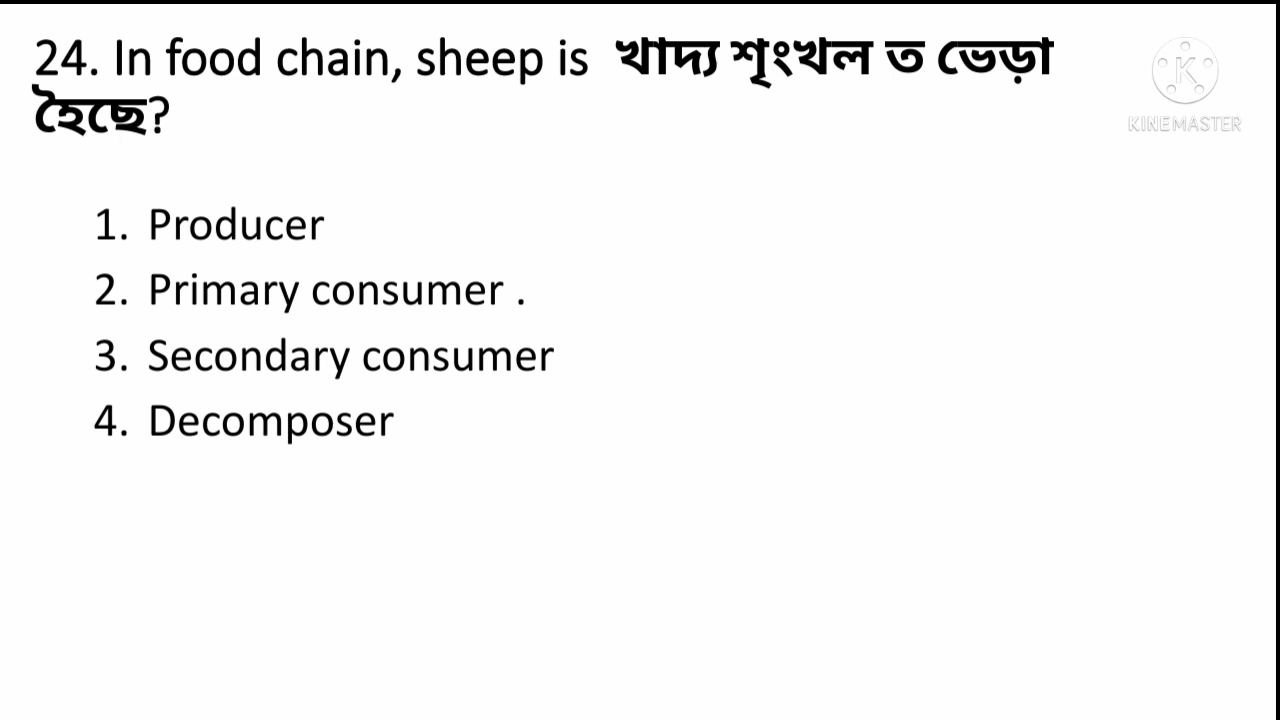 24. In food chain, sheep is খাদ্য শৃংখল ত ভেড়া
হৈছে?
K
KINEMASTER
1. Producer
2. Primary consumer .
3. Secondary consumer
4. Decomposer